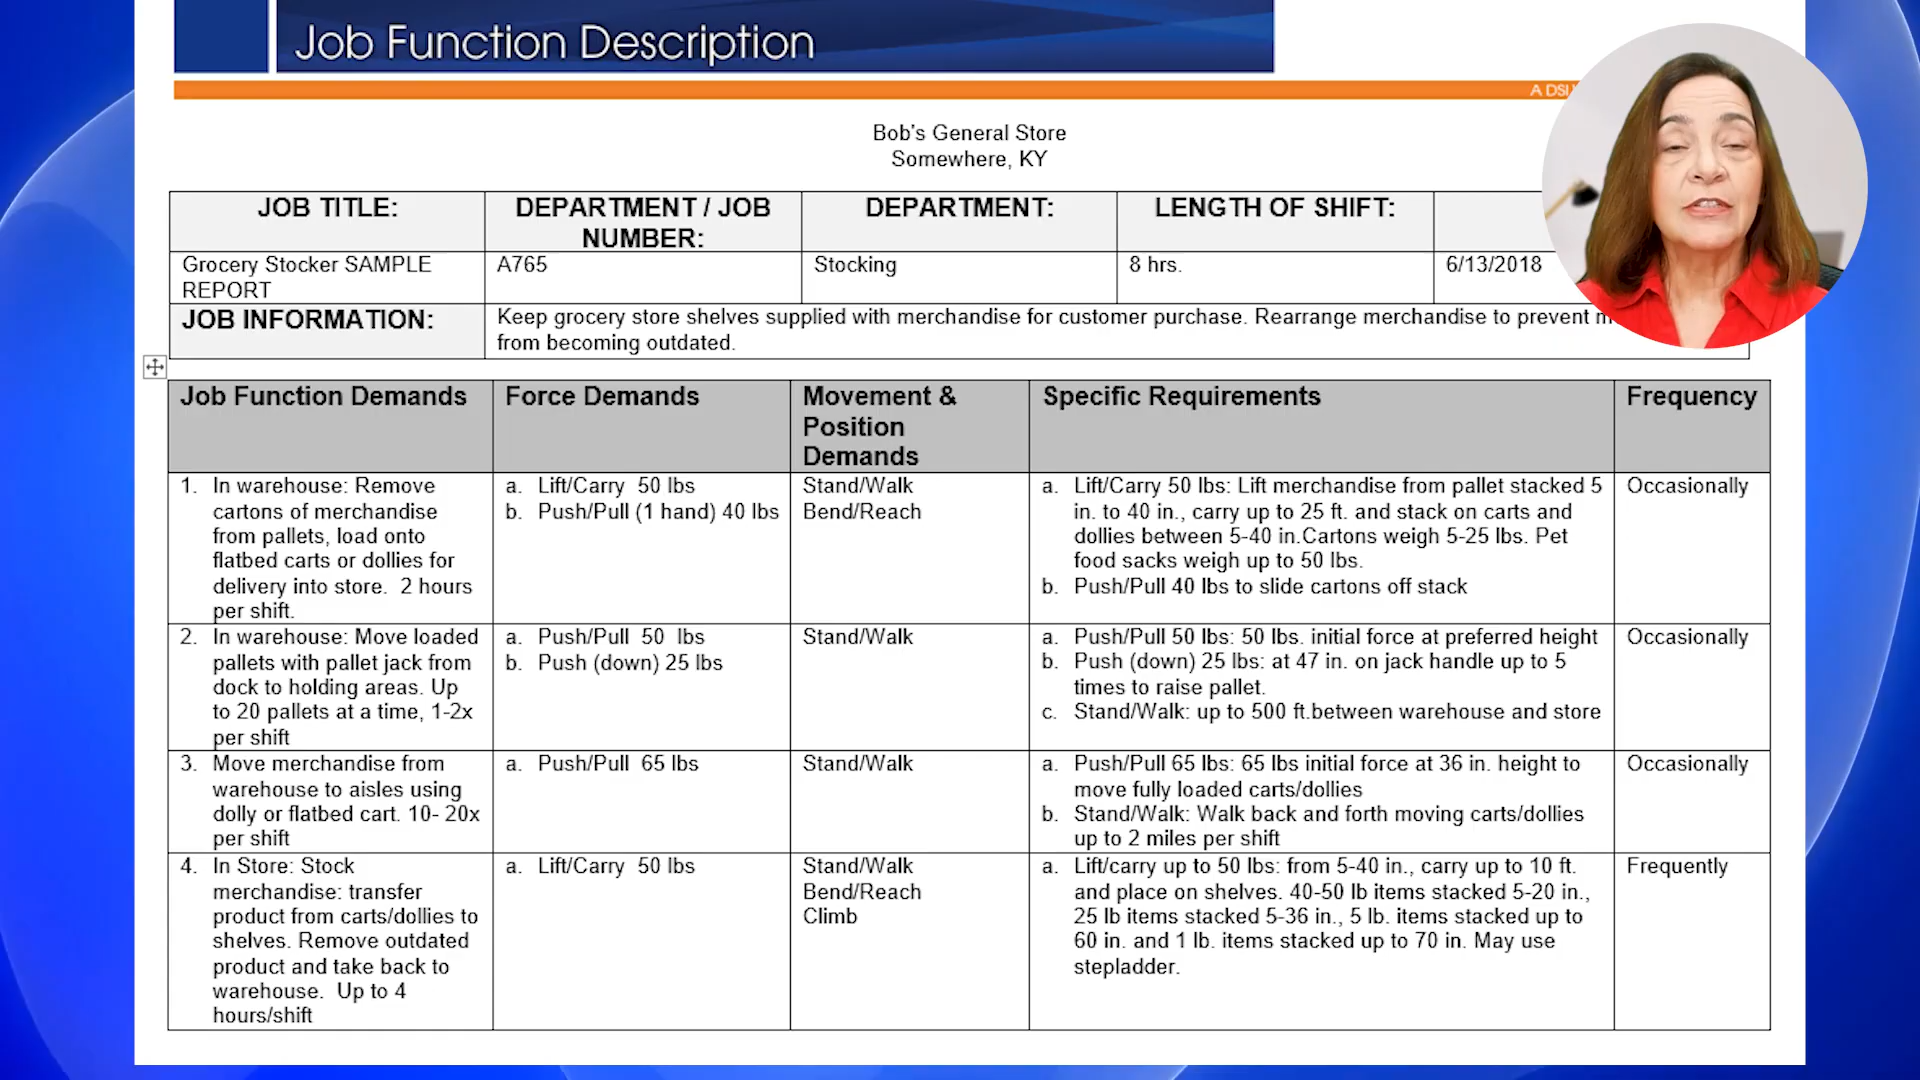 Job Function Description
A DSI
Bob's General Store
Somewhere, KY
JOB TITLE:
DEPARTMENT / JOB
NUMBER:
DEPARTMENT:
LENGTH OF SHIFT:
Grocery Stocker SAMPLE
REPORT
A765
Stocking
8 hrs.
6/13/2018
JOB INFORMATION:
Keep grocery store shelves supplied with merchandise for customer purchase. Rearrange merchandise to prevent
from becoming outdated.
Job Function Demands
Force Demands
Movement &
Position
Demands
Specific Requirements
Frequency
1. In warehouse: Remove
cartons of merchandise
from pallets, load onto
flatbed carts or dollies for
delivery into store. 2 hours
per shift.
a. Lift/Carry 50 lbs
b. Push/Pull (1 hand) 40 lbs
Stand/Walk
Bend/Reach
a. Lift/Carry 50 lbs: Lift merchandise from pallet stacked 5
in. to 40 in., carry up to 25 ft. and stack on carts and
dollies between 5-40 in.Cartons weigh 5-25 lbs. Pet
food sacks weigh up to 50 lbs.
b. Push/Pull 40 lbs to slide cartons off stack
Occasionally
2. In warehouse: Move loaded
pallets with pallet jack from
dock to holding areas. Up
to 20 pallets at a time, 1-2x
per shift
a. Push/Pull 50 lbs
b. Push (down) 25 lbs
Stand/Walk
a. Push/Pull 50 lbs: 50 lbs. initial force at preferred height
b. Push (down) 25 lbs: at 47 in. on jack handle up to 5
times to raise pallet.
c. Stand/Walk: up to 500 ft.between warehouse and store
Occasionally
3. Move merchandise from
warehouse to aisles using
dolly or flatbed cart. 10- 20x
per shift
a. Push/Pull 65 lbs
Stand/Walk
a. Push/Pull 65 lbs: 65 lbs initial force at 36 in. height to
move fully loaded carts/dollies
b. Stand/Walk: Walk back and forth moving carts/dollies
up to 2 miles per shift
Occasionally
4. In Store: Stock
merchandise: transfer
product from carts/dollies to
shelves. Remove outdated
product and take back to
warehouse. Up to 4
hours/shift
a. Lift/Carry 50 lbs
Stand/Walk
Bend/Reach
Climb
a. Lift/carry up to 50 lbs: from 5-40 in., carry up to 10 ft.
and place on shelves. 40-50 lb items stacked 5-20 in.,
25 lb items stacked 5-36 in., 5 lb. items stacked up to
60 in. and 1 lb. items stacked up to 70 in. May use
stepladder.
Frequently